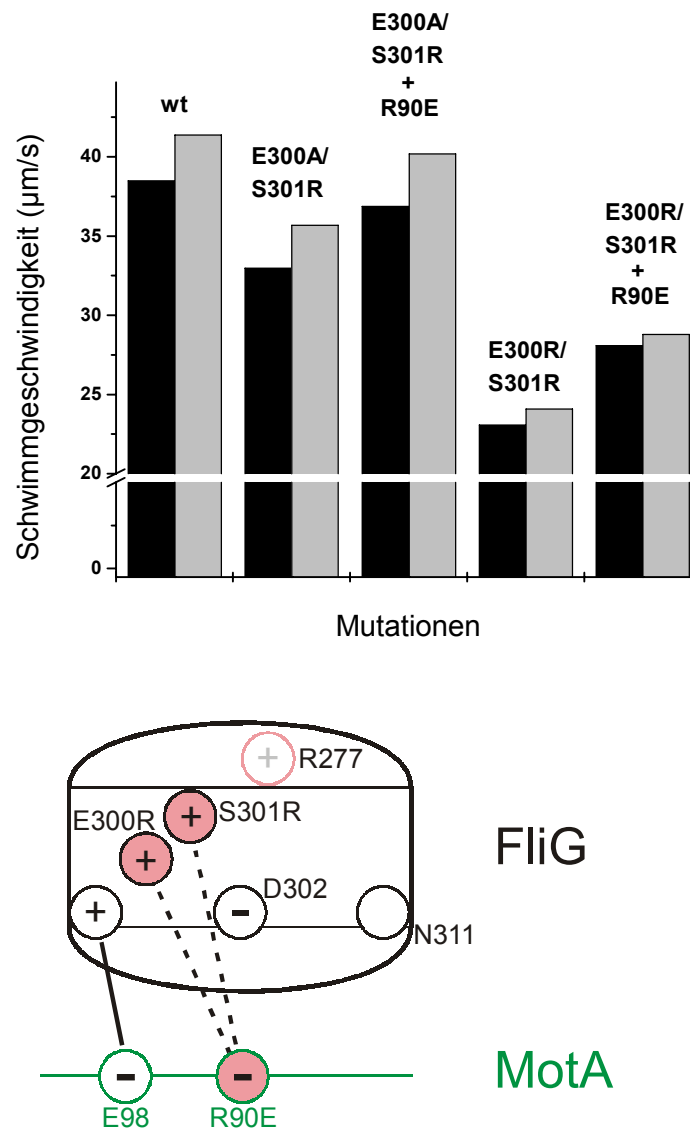 wt
E300A/
S301R
E300A/
S301R
+
R90E
E300R/
S301R
E300R/
S301R
+
R90E
Schwimmgeschwindigkeit (µm/s)
40
35
30
25
20
0
Mutationen
+
R277
E300R
+
S301R
+
D302
+
-
N311
FliG
-
-
E98
R90E
MotA